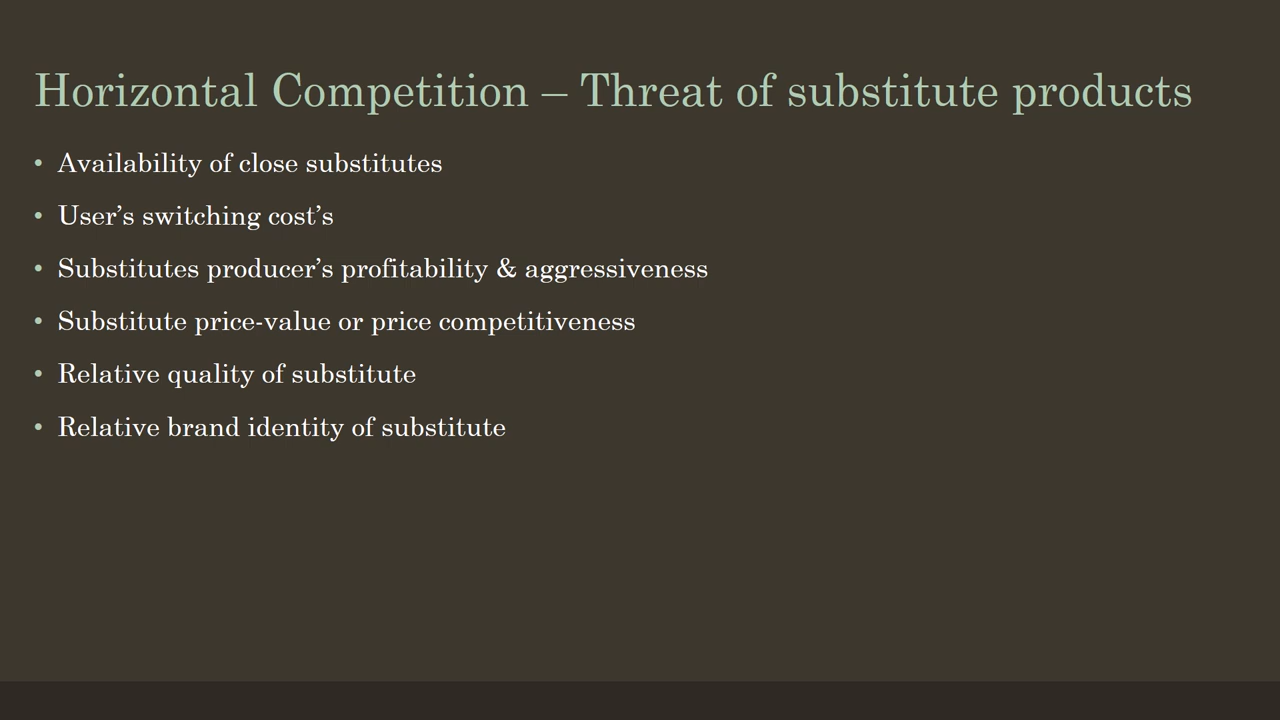 Horizontal Competition – Threat of substitute products
• Availability of close substitutes
• User’s switching cost’s
• Substitutes producer’s profitability & aggressiveness
• Substitute price-value or price competitiveness
• Relative quality of substitute
• Relative brand identity of substitute